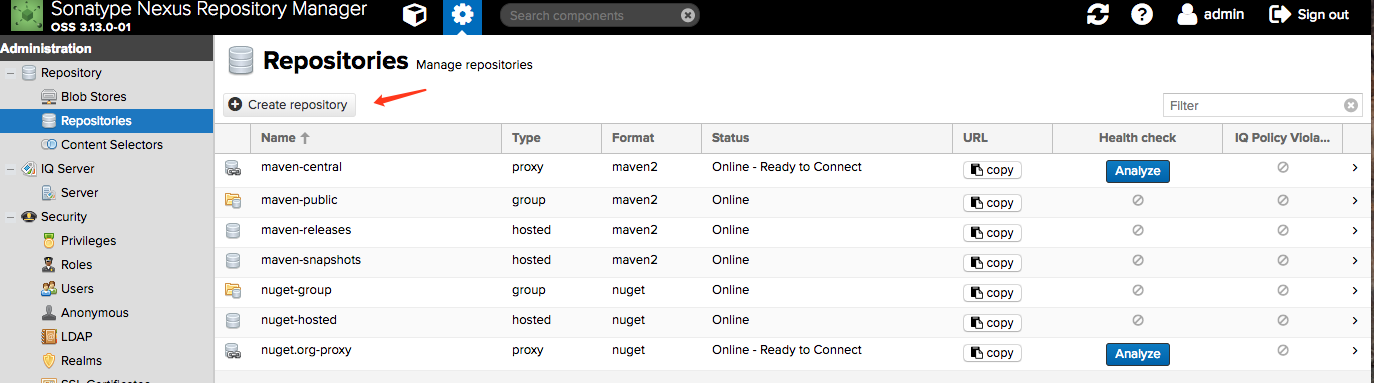 Sonatype Nexus Repository Manager
OSS 3.13.0-01
Search components
admin
Sign out
Administration
Repository
Blob Stores
Repositories
Content Selectors
IQ Server
Server
Security
Privileges
Roles
Users
Anonymous
LDAP
Realms
SSL Certificates
Repositories Manage repositories
Create repository
Filter
Name Type Format Status URL Health check IQ Policy Viola...
maven-central proxy maven2 Online - Ready to Connect copy Analyze
maven-public group maven2 Online copy
maven-releases hosted maven2 Online copy
maven-snapshots hosted maven2 Online copy
nuget-group group nuget Online copy
nuget-hosted hosted nuget Online copy
nuget.org-proxy proxy nuget Online - Ready to Connect copy Analyze